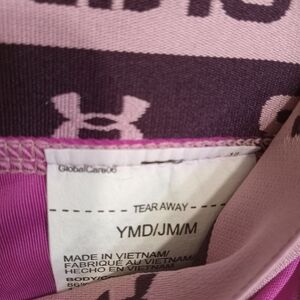 GlobalCare06
TEAR AWAY
YMD/JM/M
MADE IN VIETNAM/
FABRIQUÉ AU VIETNAM/
HECHO EN VIETNAM